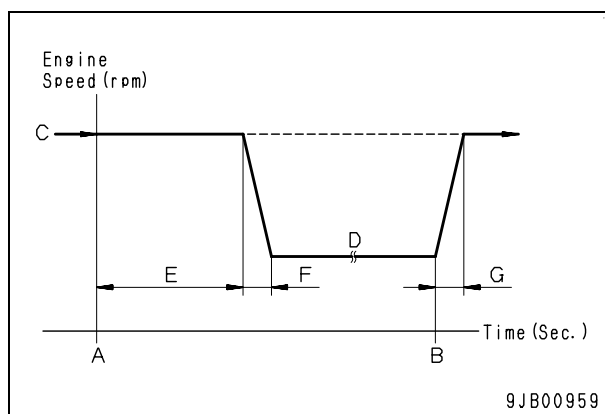 Engine
Speed(rpm)
C
D
E
F
G
Time(Sec.)
A
B
9JB00959